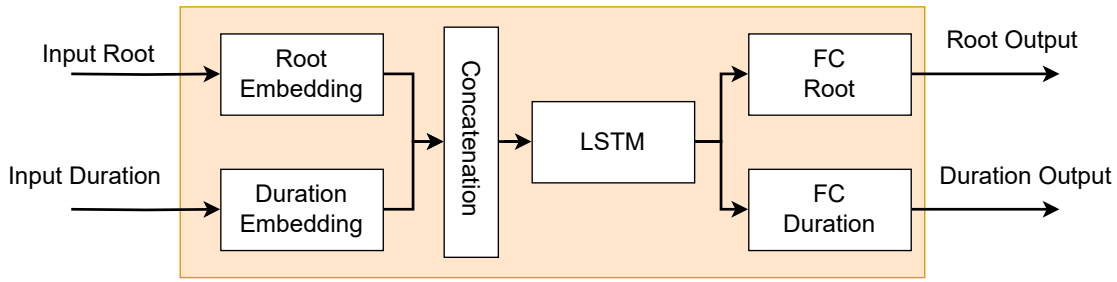 Input Root
Root
Embedding
Input Duration
Duration
Embedding
Concatenation
LSTM
FC
Root
Root Output
FC
Duration
Duration Output